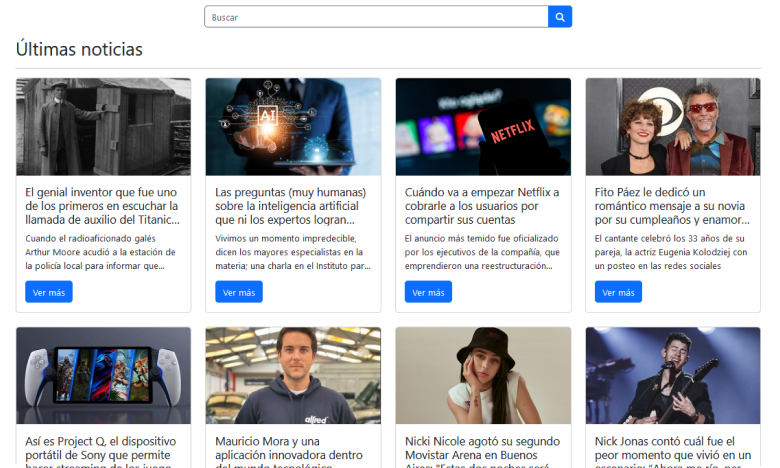 Buscar
Últimas noticias
AI
NETFLIX
El genial inventor que fue uno
de los primeros en escuchar la
llamada de auxilio del Titanic...
Cuando el radioaficionado galés
Arthur Moore acudió a la estación de
la policía local para informar que...
Ver más
Las preguntas (muy humanas)
sobre la inteligencia artificial
que ni los expertos logran...
Vivimos un momento impredecible,
dicen los mayores especialistas en la
materia; una charla en el Instituto par...
Ver más
Cuándo va a empezar Netflix a
cobrarle a los usuarios por
compartir sus cuentas
El anuncio más temido fue oficializado
por los ejecutivos de la compañía, que
emprendieron una reestructuración...
Ver más
Fito Páez le dedicó un
romántico mensaje a su novia
por su cumpleaños y enamor...
El cantante celebró los 33 años de su
pareja, la actriz Eugenia Kolodziej con
un posteo en las redes sociales
Ver más
alfred
Así es Project Q, el dispositivo
portátil de Sony que permite
hacer streaming de los juego
Mauricio Mora y una
aplicación innovadora dentro
del mundo tecnológico
Nicki Nicole agotó su segundo
Movistar Arena en Buenos
Aires: "Estas dos noches será
Nick Jonas contó cuál fue el
peor momento que vivió en un
escenario: "Ahora me río, por